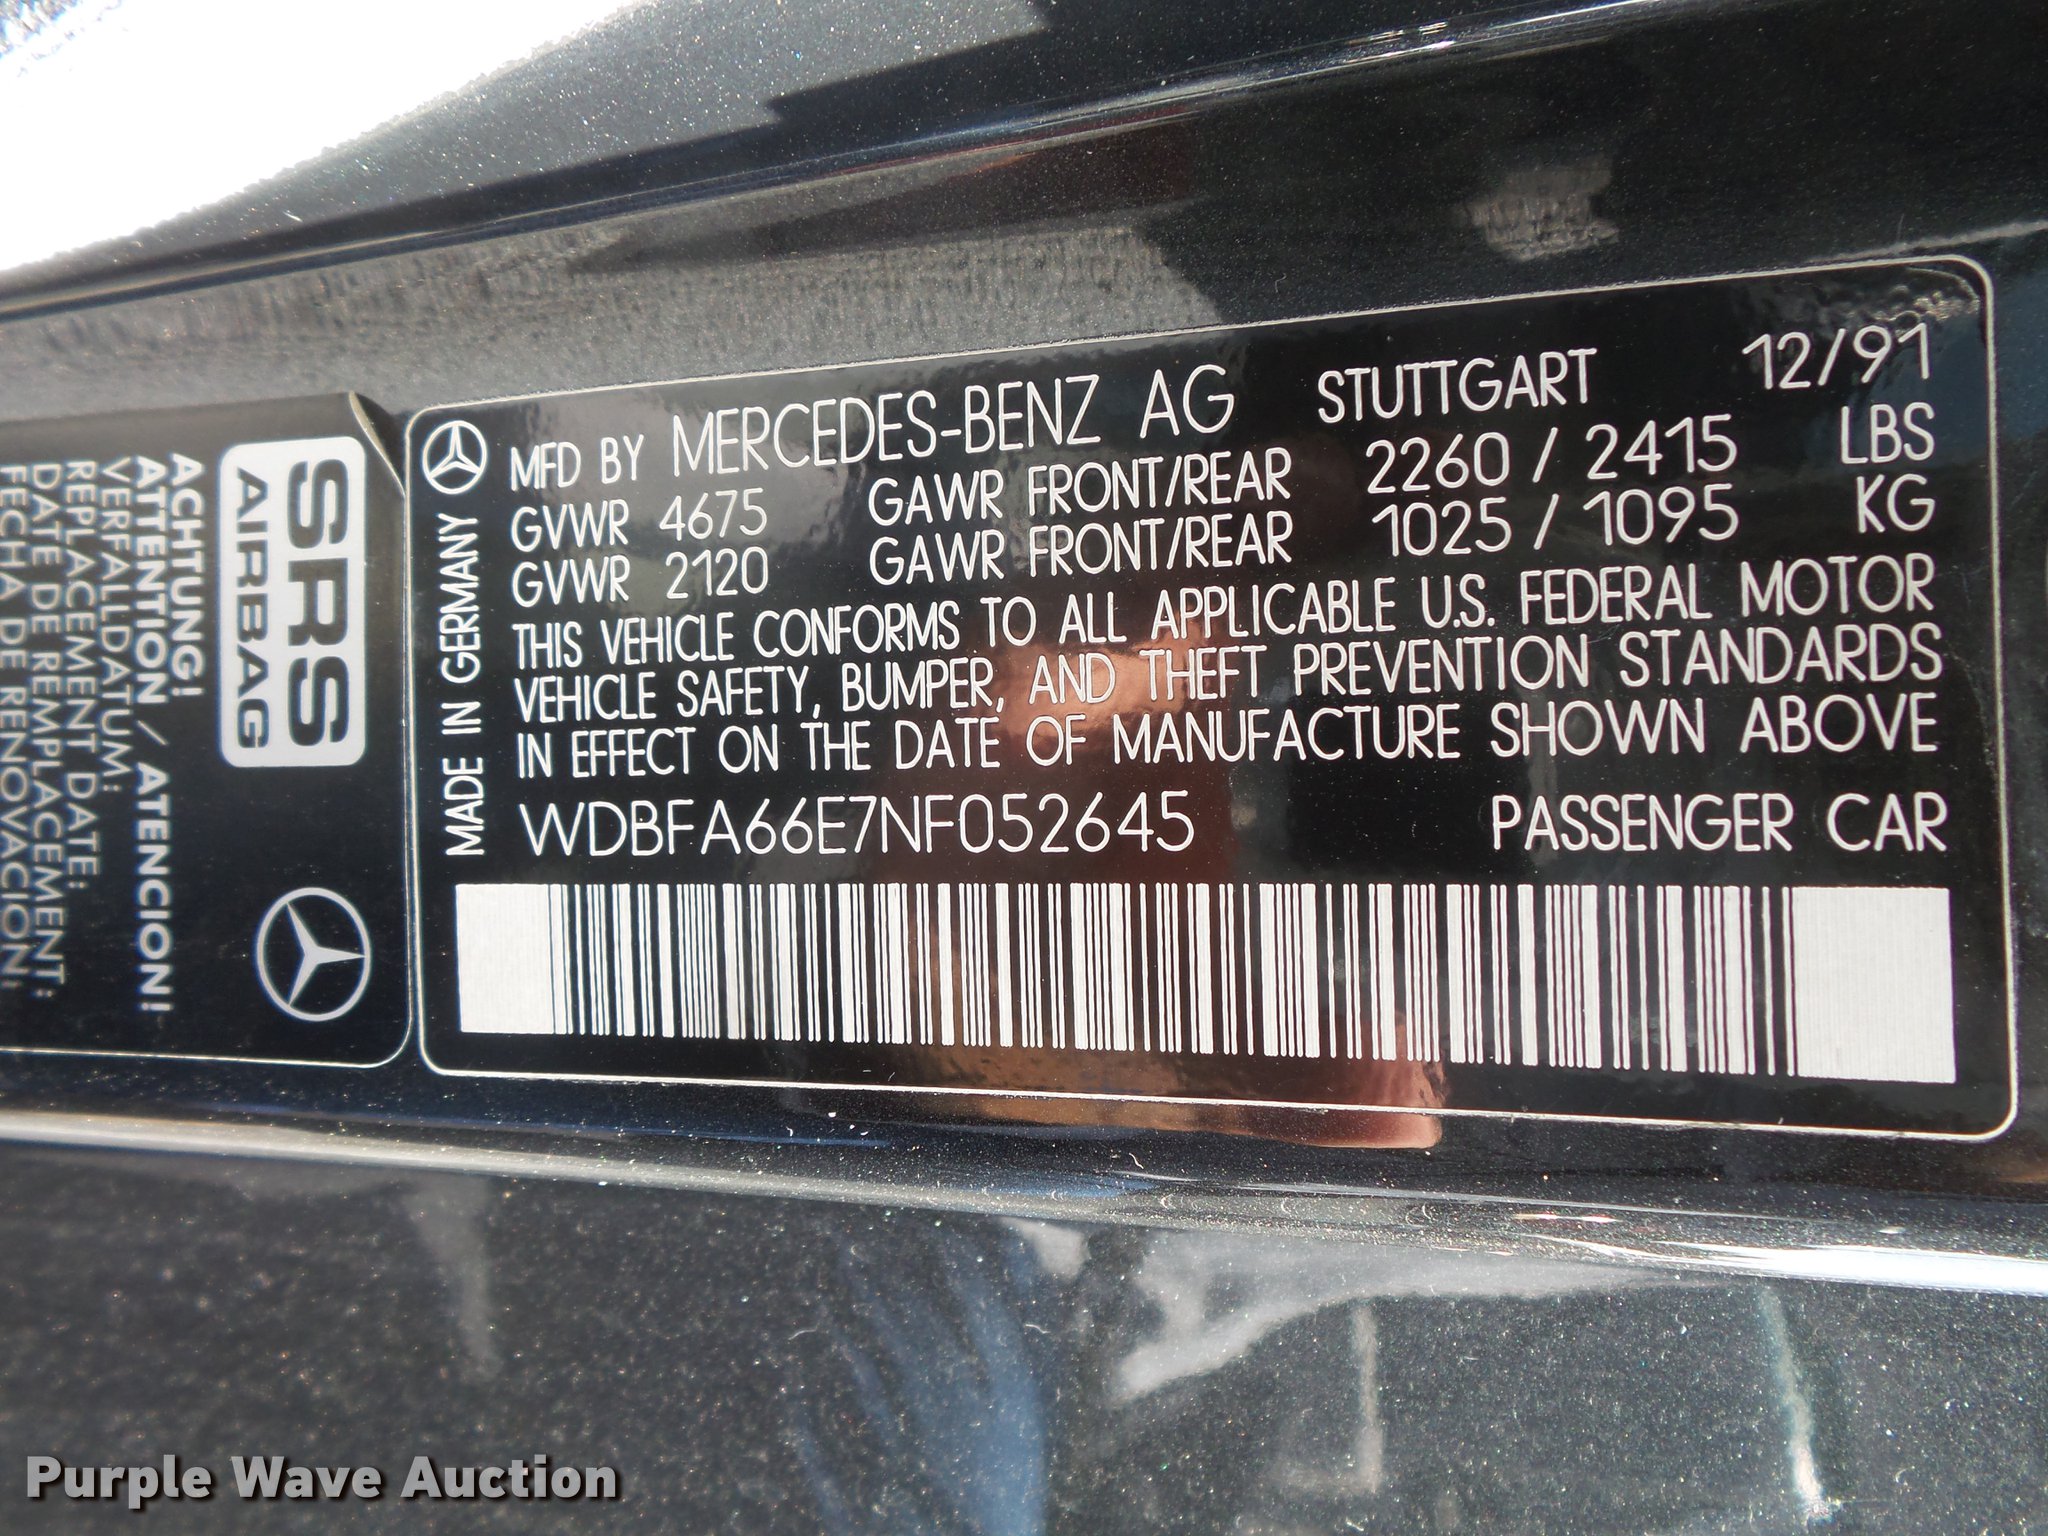 MFD BY MERCEDES-BENZ AG STUTTGART 12/91
GVWR 4675 GAWR FRONT/REAR 2260 / 2415 LBS
GVWR 2120 GAWR FRONT/REAR 1025 / 1095 KG
THIS VEHICLE CONFORMS TO ALL APPLICABLE U.S. FEDERAL MOTOR
VEHICLE SAFETY, BUMPER, AND THEFT PREVENTION STANDARDS
IN EFFECT ON THE DATE OF MANUFACTURE SHOWN ABOVE
WDBFA66E7NF052645 PASSENGER CAR
MADE IN GERMANY
SRS
AIRBAG
ACHTUNG!
ATTENTION / ATENCION!
VERFALLDATUM:
REPLACEMENT DATE:
DATE DE REMPLACEMENT:
FECHA DE RENOVACION:
Purple Wave Auction